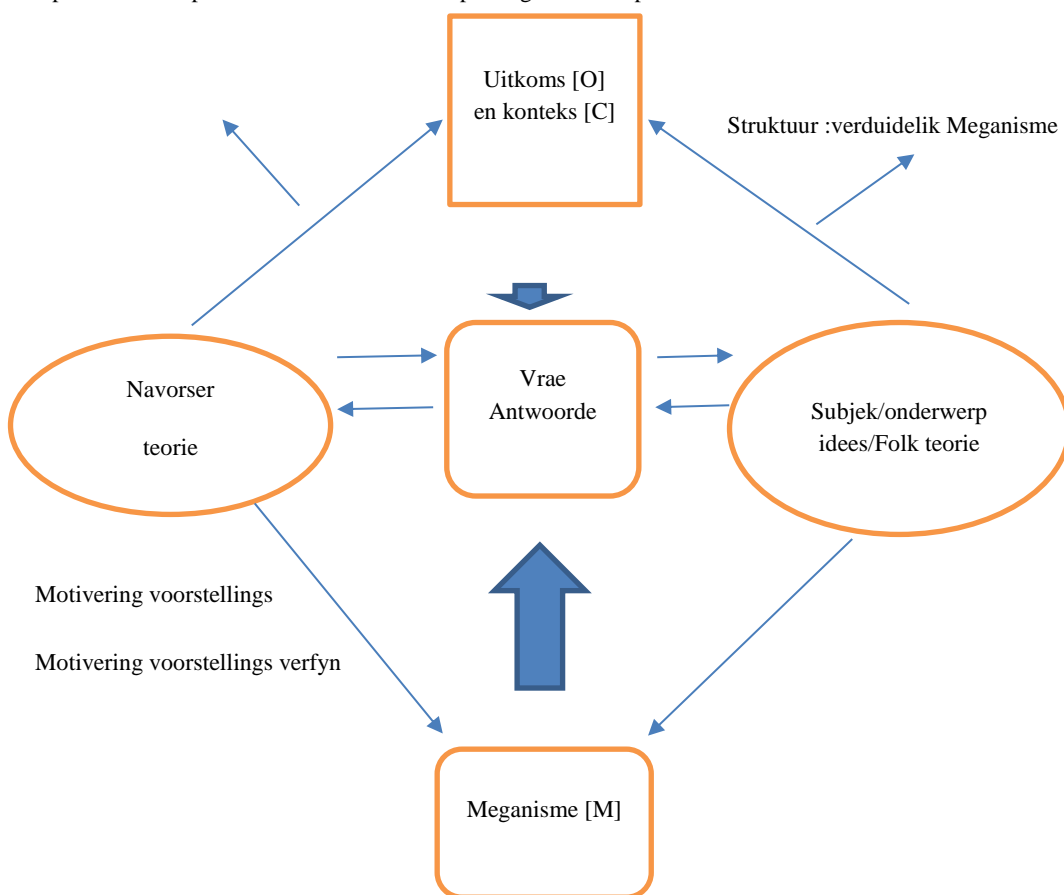 Uitkoms [O]
en konteks [C]
Struktuur :verduidelik Meganisme
Navorser
teorie
Vrae
Antwoorde
Subjek/onderwerp
idees/Folk teorie
Motivering voorstellings
Motivering voorstellings verfyn
Meganisme [M]